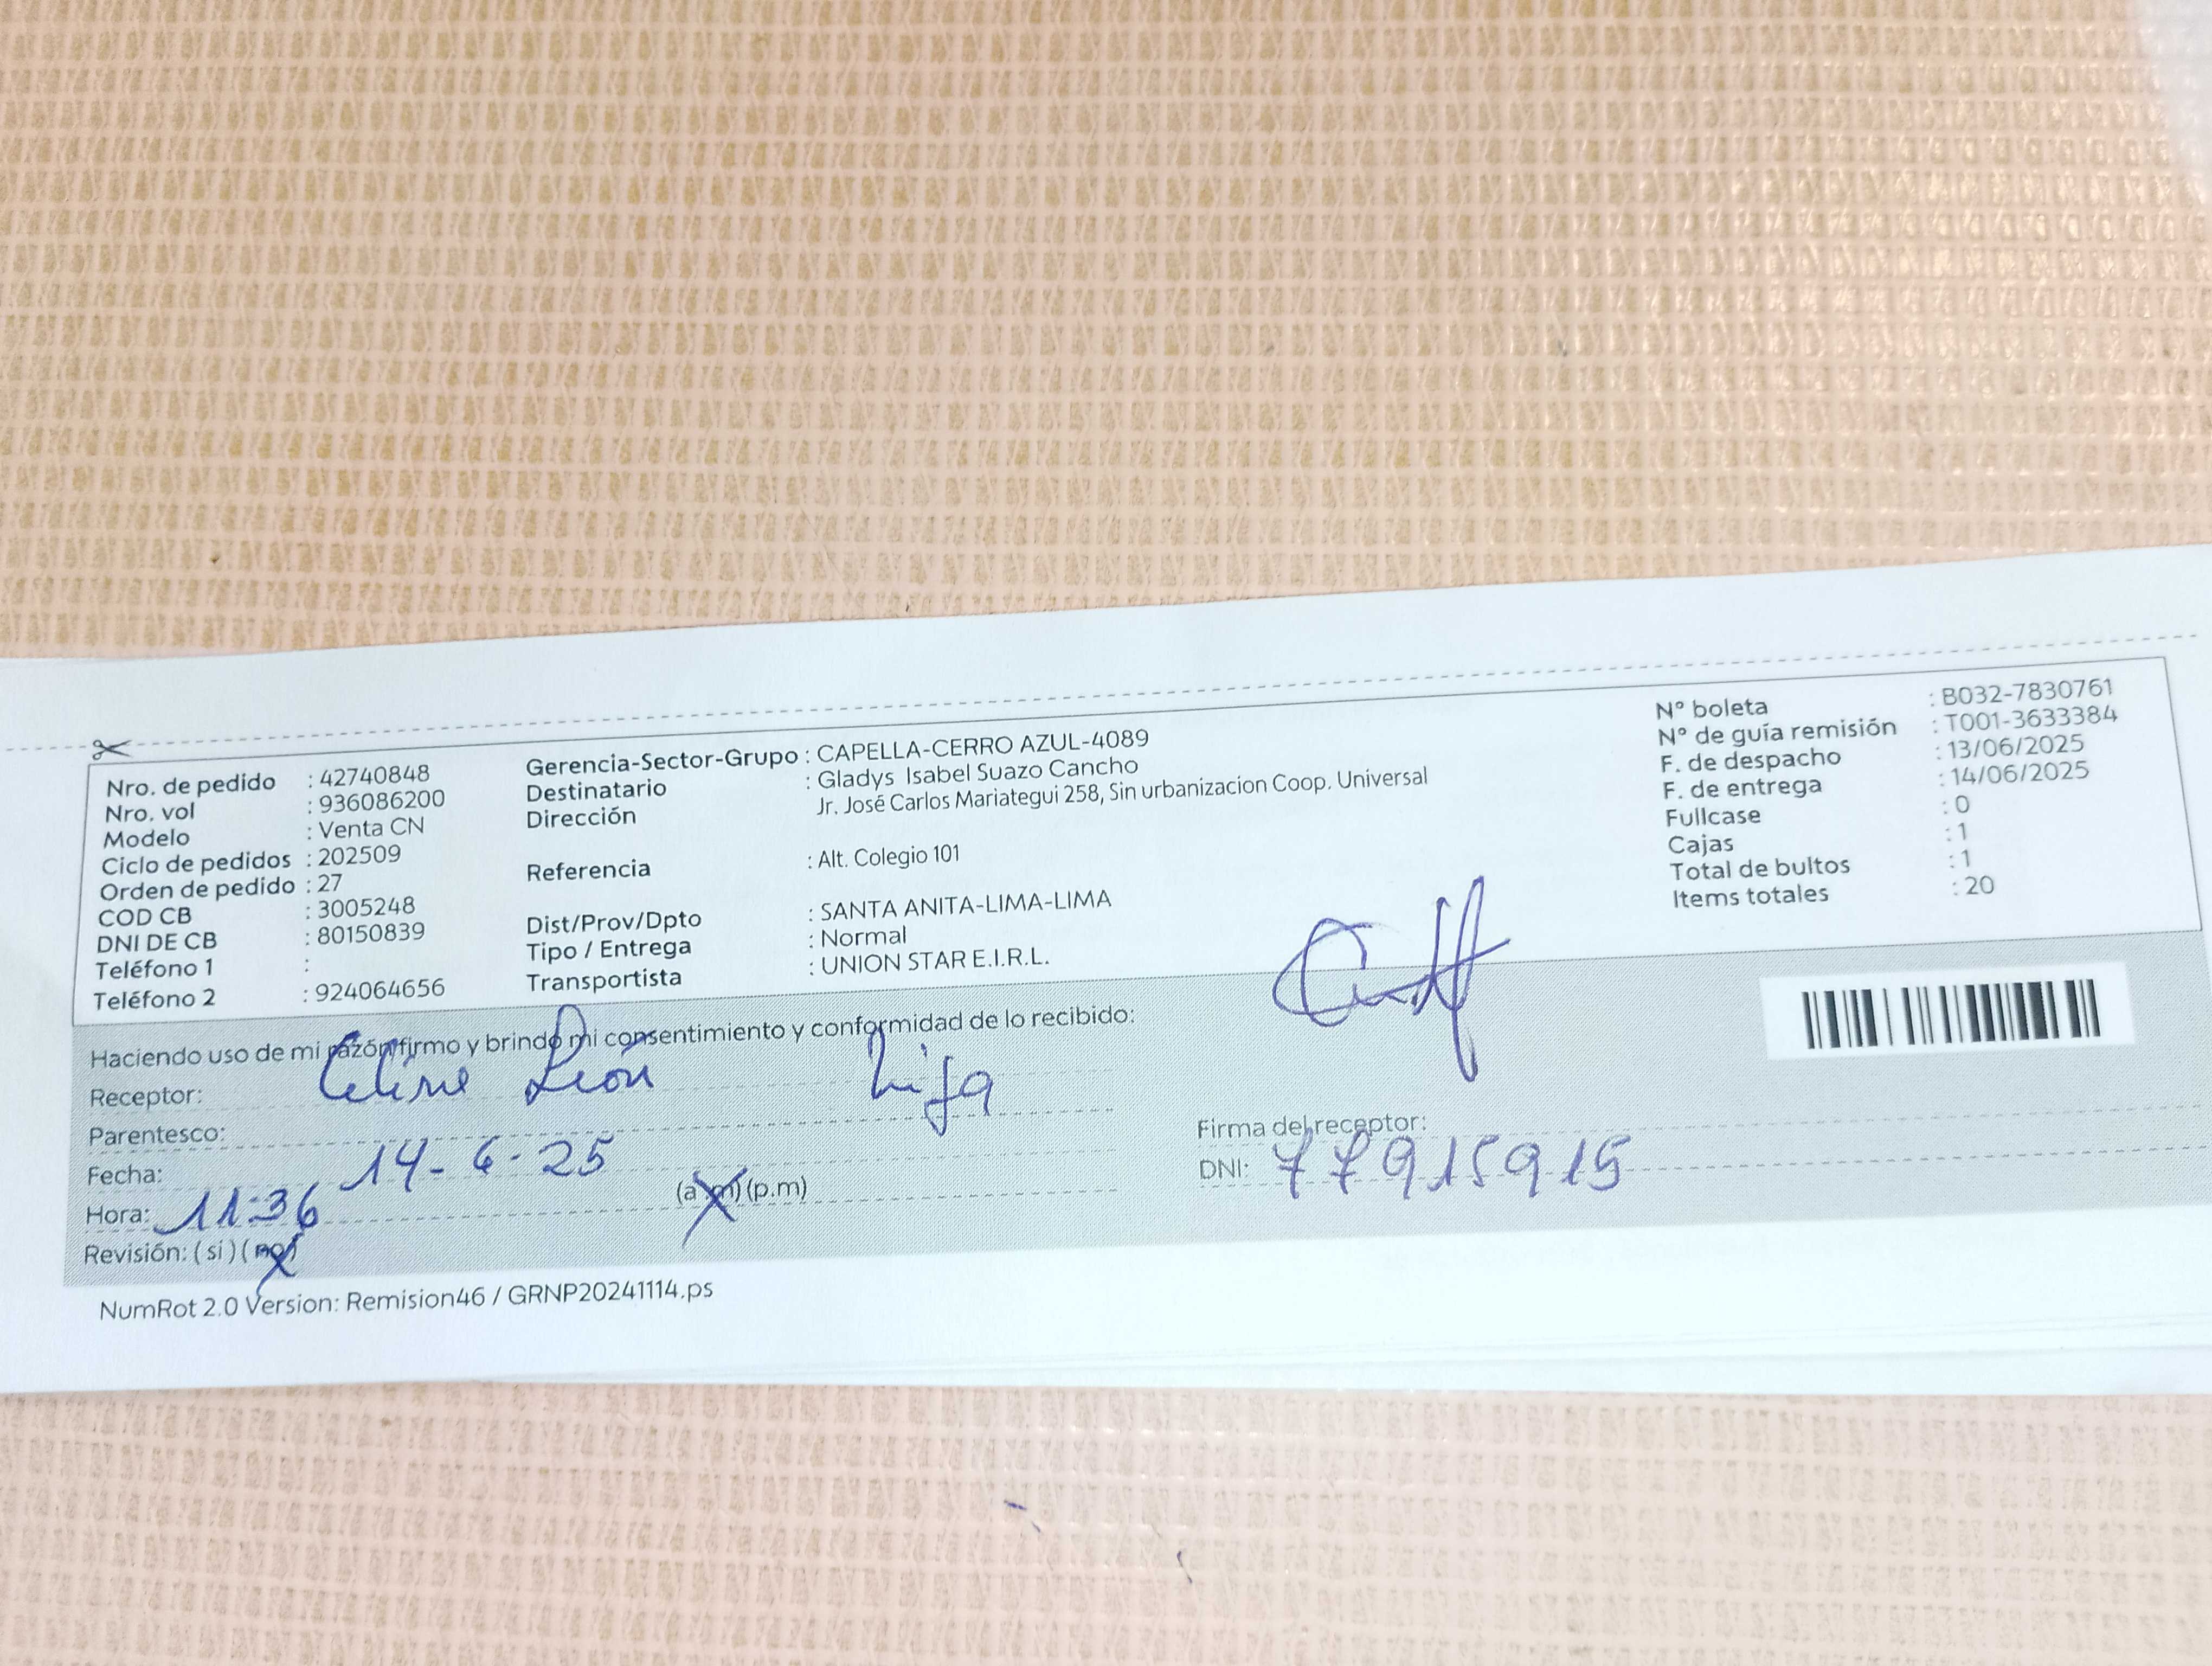 Nro. de pedido : 42740848
Nro. vol : 936086200
Modelo : Venta CN
Ciclo de pedidos : 202509
Orden de pedido : 27
COD CB : 3005248
DNI DE CB : 80150839
Teléfono 1 :
Teléfono 2 : 924064656
Gerencia-Sector-Grupo : CAPELLA-CERRO AZUL-4089
Destinatario : Gladys Isabel Suazo Cancho
Dirección Jr. José Carlos Mariategui 258, Sin urbanizacion Coop. Universal
Referencia : Alt. Colegio 101
Dist/Prov/Dpto : SANTA ANITA-LIMA-LIMA
Tipo / Entrega : Normal
Transportista : UNION STAR E.I.R.L.
N° boleta : B032-7830761
N° de guía remisión : T001-3633384
F. de despacho : 13/06/2025
F. de entrega : 14/06/2025
Fullcase : 0
Cajas : 1
Total de bultos : 1
Items totales : 20
Haciendo uso de mi razón firmo y brindo mi consentimiento y conformidad de lo recibido:
Receptor: Celine León hija
Parentesco:
Fecha: 14-6-25
Hora: 11:36 (a.m) (p.m)
Revisión: ( si ) ( no )
Firma del receptor:
DNI: 77915915
NumRot 2.0 Version: Remision46 / GRNP20241114.ps